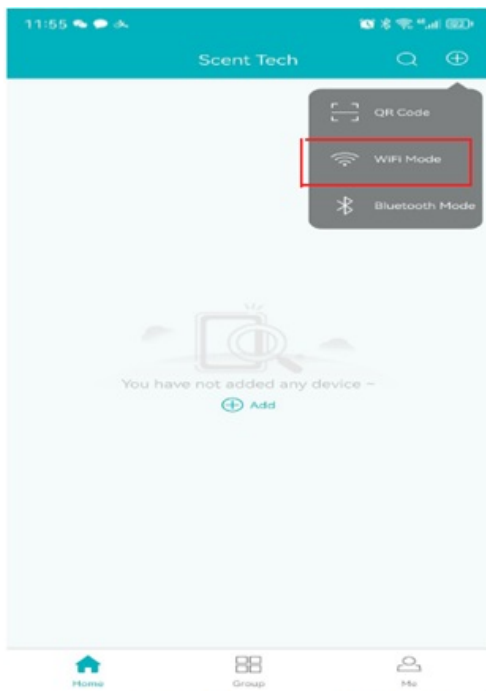 11:55
Scent Tech
QR Code
WiFi Mode
Bluetooth Mode
You have not added any device ~
Add
Home
Group
Me